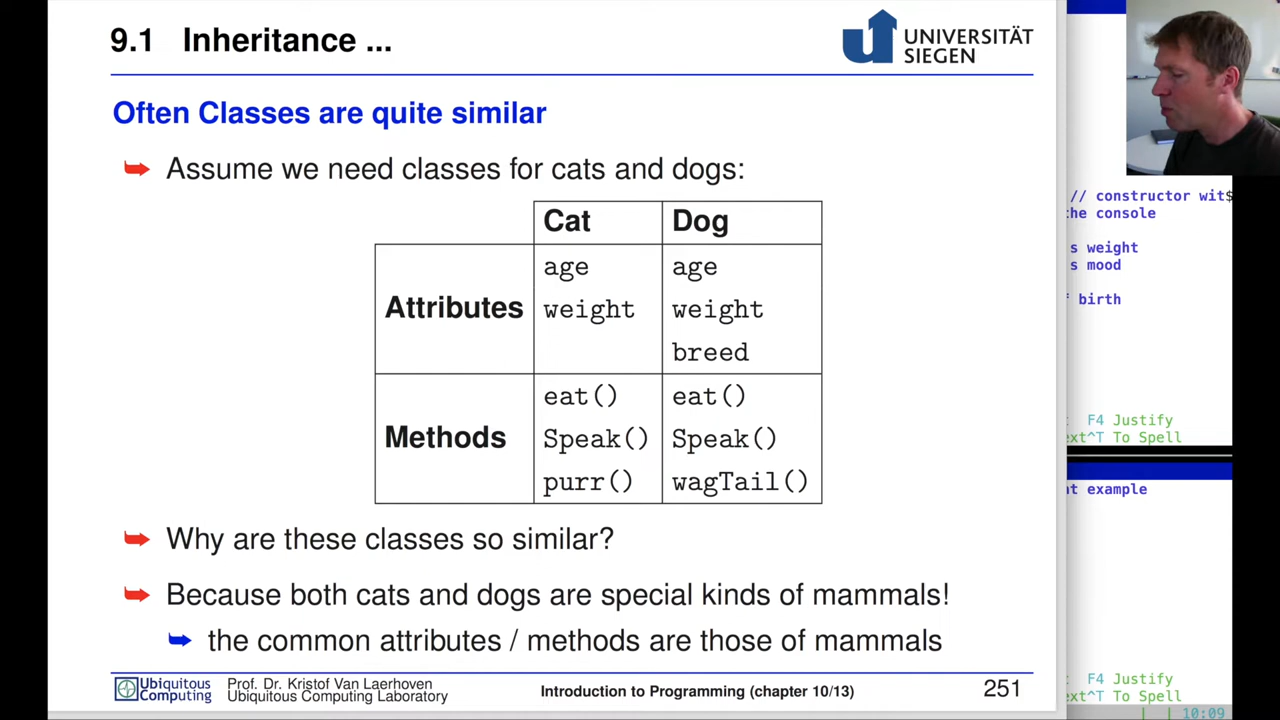 9.1 Inheritance ...
UNIVERSITÄT
SIEGEN
Often Classes are quite similar
Assume we need classes for cats and dogs:
Cat Dog
Attributes
age age
weight weight
breed
Methods
eat() eat()
Speak() Speak()
purr() wagTail()
Why are these classes so similar?
Because both cats and dogs are special kinds of mammals!
the common attributes / methods are those of mammals
Ubiquitous
Computing
Prof. Dr. Kristof Van Laerhoven
Ubiquitous Computing Laboratory
Introduction to Programming (chapter 10/13)
251
// constructor wit$
the console
s weight
s mood
birth
F4 Justify
ext^T To Spell
at example
F4 Justify
ext^T To Spell
10:09